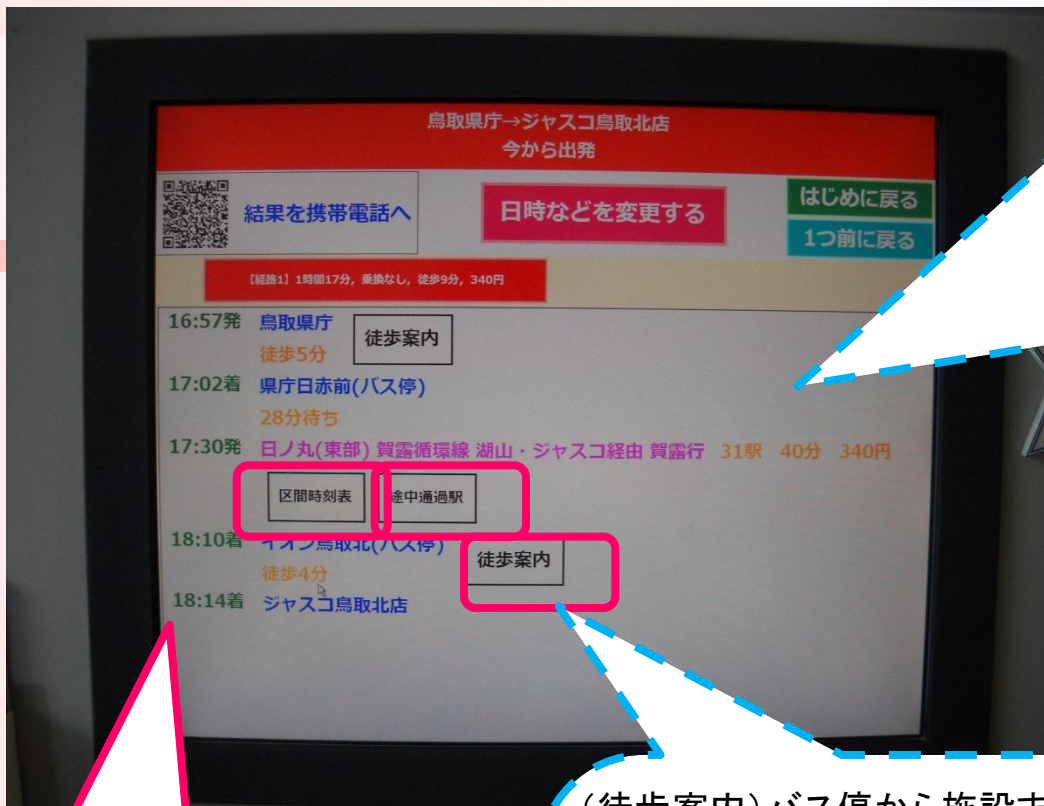 鳥取県庁→ジャスコ鳥取北店
今から出発
結果を携帯電話へ
日時などを変更する
はじめに戻る
1つ前に戻る
【経路1】1時間17分，乗換なし，徒歩9分，340円
16:57発 鳥取県庁 徒歩案内
徒歩5分
17:02着 県庁日赤前(バス停)
28分待ち
17:30発 日ノ丸(東部) 賀露循環線 湖山・ジャスコ経由 賀露行 31駅 40分 340円
区間時刻表 途中通過駅
18:10着 イオン鳥取北(バス停) 徒歩案内
徒歩4分
18:14着 ジャスコ鳥取北店
(徒歩案内)バス停から施設